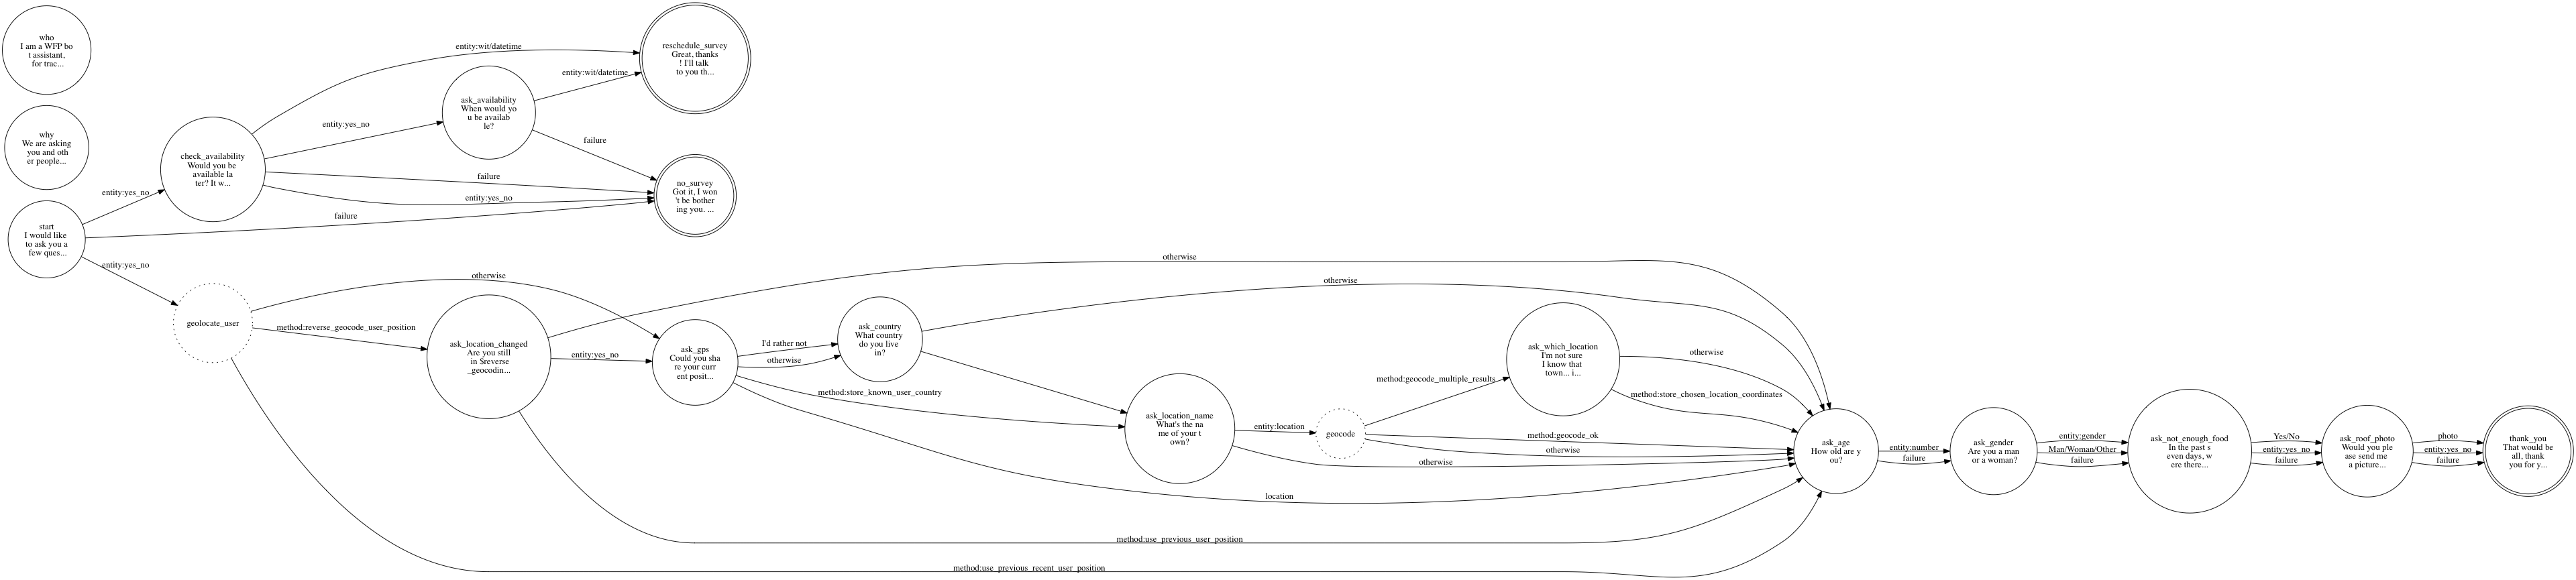 who
I am a WFP bo
t assistant,
for trac...
why
We are asking
you and oth
er people...
start
I would like
to ask you a
few ques...
entity:yes_no
failure
entity:yes_no
check_availability
Would you be
available la
ter? It w...
entity:wit/datetime
entity:yes_no
failure
entity:yes_no
ask_availability
When would yo
u be availab
le?
entity:wit/datetime
failure
reschedule_survey
Great, thanks
! I'll talk
to you th...
no_survey
Got it, I won
't be bother
ing you. ...
geolocate_user
otherwise
method:reverse_geocode_user_position
method:use_previous_recent_user_position
ask_location_changed
Are you still
in $reverse
_geocodin...
otherwise
entity:yes_no
method:use_previous_user_position
ask_gps
Could you sha
re your curr
ent posit...
I'd rather not
otherwise
method:store_known_user_country
location
ask_country
What country
do you live
in?
otherwise
ask_location_name
What's the na
me of your t
own?
entity:location
otherwise
geocode
method:geocode_multiple_results
method:geocode_ok
otherwise
ask_which_location
I'm not sure
I know that
town... i...
otherwise
method:store_chosen_location_coordinates
ask_age
How old are y
ou?
entity:number
failure
ask_gender
Are you a man
or a woman?
entity:gender
Man/Woman/Other
failure
ask_not_enough_food
In the past s
even days, w
ere there...
Yes/No
entity:yes_no
failure
ask_roof_photo
Would you ple
ase send me
a picture...
photo
entity:yes_no
failure
thank_you
That would be
all, thank
you for y...